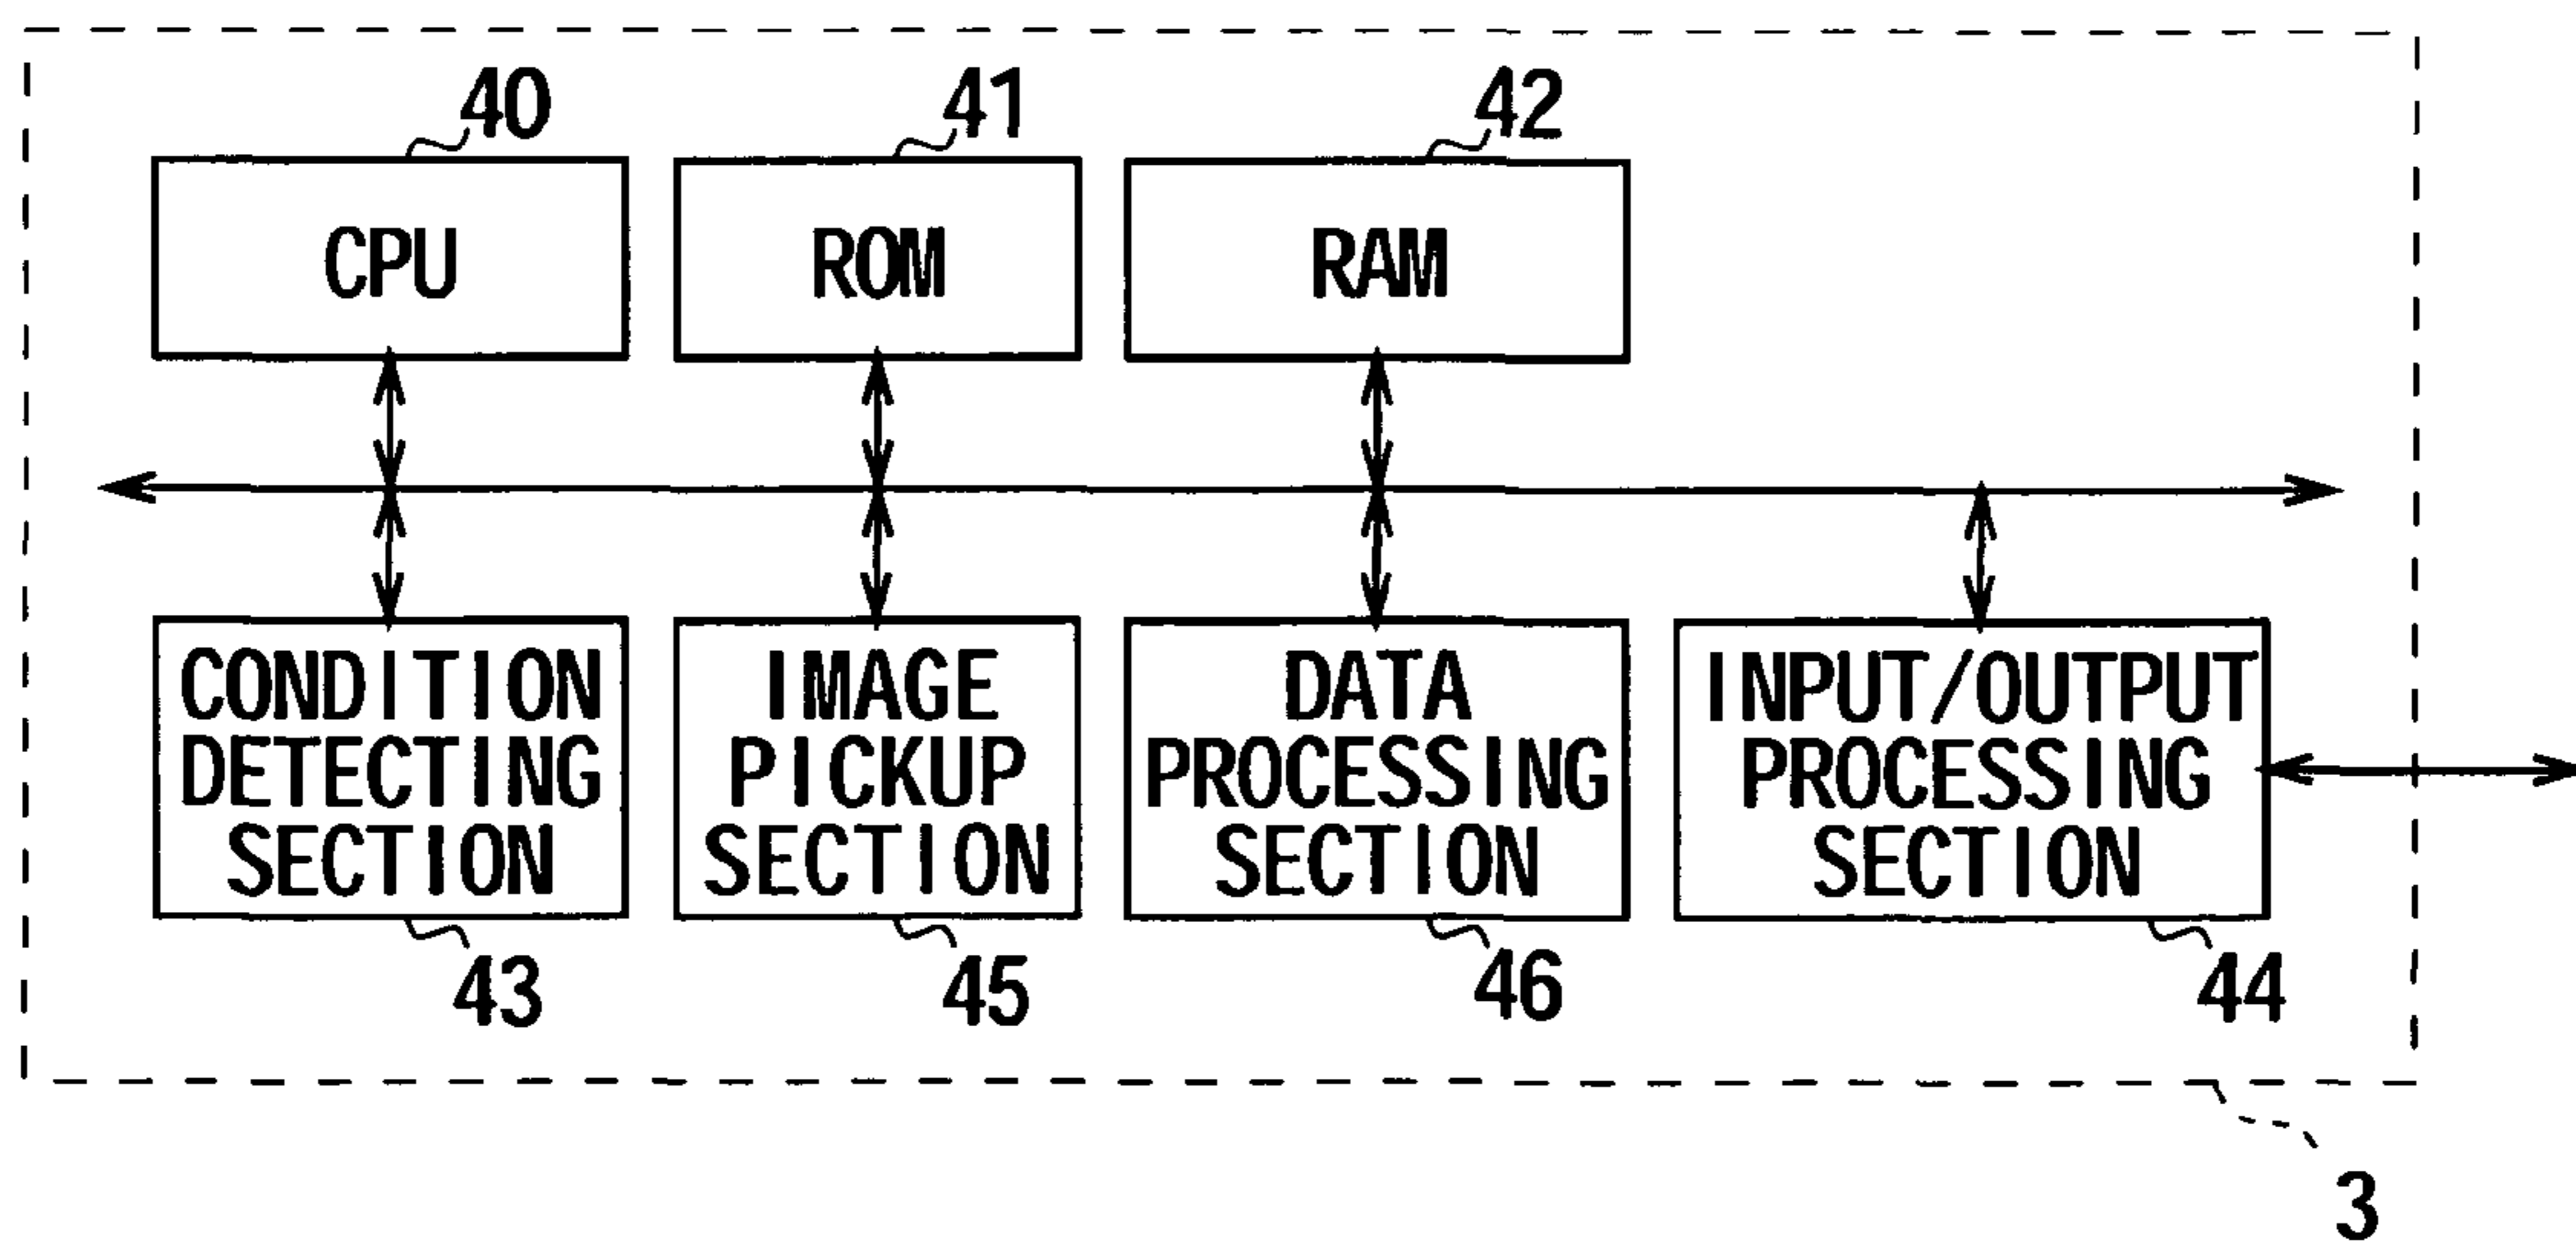 40
41
42
CPU
ROM
RAM
CONDITION
DETECTING
SECTION
IMAGE
PICKUP
SECTION
DATA
PROCESSING
SECTION
INPUT/OUTPUT
PROCESSING
SECTION
43
45
46
44
3